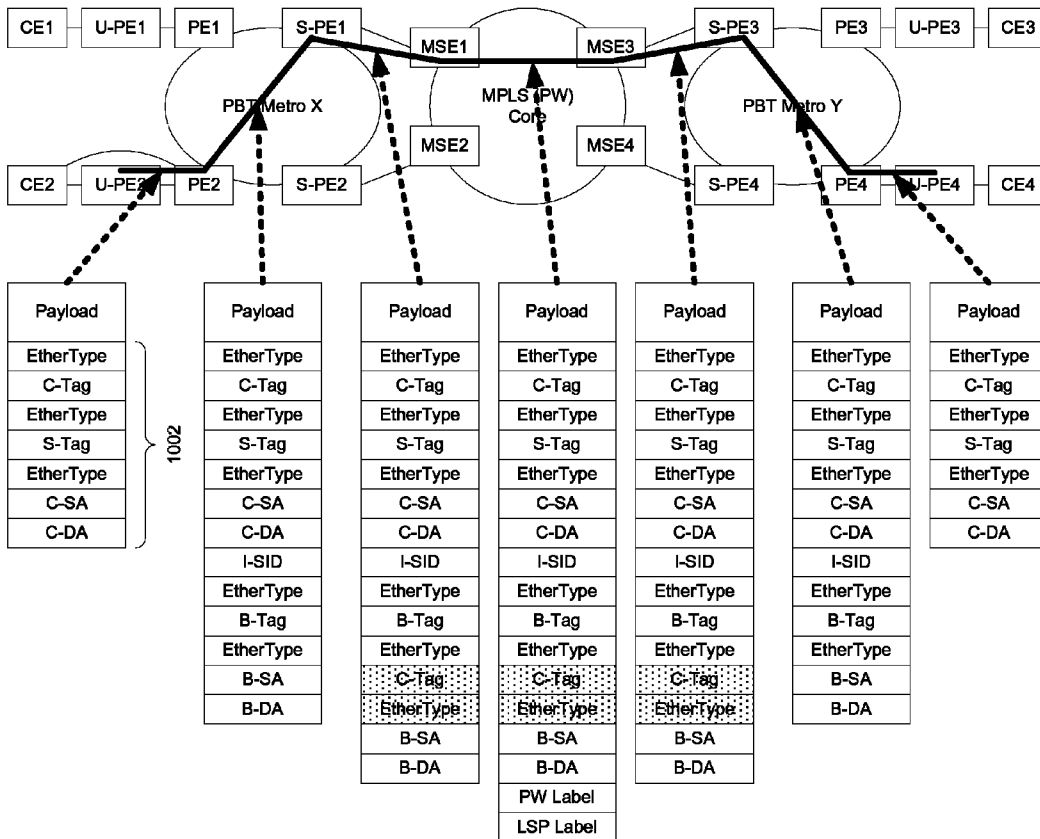 CE1 U-PE1 PE1 S-PE1 MSE1 MSE3 S-PE3 PE3 U-PE3 CE3
PBT Metro X
MPLS (PW)
Core
PBT Metro Y
MSE2 MSE4
CE2 U-PE2 PE2 S-PE2 S-PE4 PE4 U-PE4 CE4
Payload Payload Payload Payload Payload Payload Payload
EtherType EtherType EtherType EtherType EtherType EtherType EtherType
C-Tag C-Tag C-Tag C-Tag C-Tag C-Tag C-Tag
EtherType EtherType EtherType EtherType EtherType EtherType EtherType
S-Tag S-Tag S-Tag S-Tag S-Tag S-Tag S-Tag
1002
EtherType EtherType EtherType EtherType EtherType EtherType EtherType
C-SA C-SA C-SA C-SA C-SA C-SA C-SA
C-DA C-DA C-DA C-DA C-DA C-DA C-DA
I-SID I-SID I-SID I-SID I-SID
EtherType EtherType EtherType EtherType EtherType
B-Tag B-Tag B-Tag B-Tag B-Tag
EtherType EtherType EtherType EtherType EtherType
B-SA C-Tag C-Tag C-Tag B-SA
B-DA EtherType EtherType EtherType B-DA
B-SA B-SA B-SA
B-DA B-DA B-DA
PW Label
LSP Label